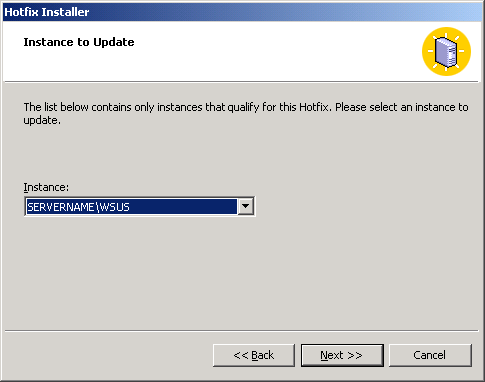 Hotfix Installer
Instance to Update
The list below contains only instances that qualify for this Hotfix. Please select an instance to
update.
Instance:
SERVERNAME\WSUS
<< Back
Next >>
Cancel